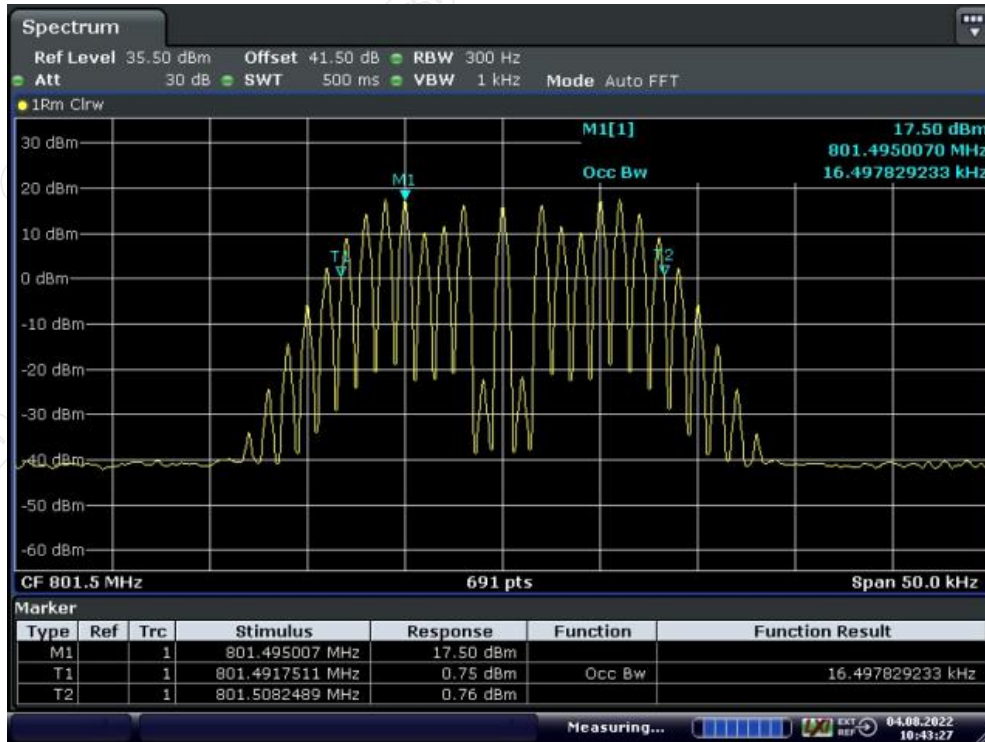 Spectrum
Ref Level 35.50 dBm Offset 41.50 dB RBW 300 Hz
Att 30 dB SWT 500 ms VBW 1 kHz Mode Auto FFT
1Rm Clrw
M1[1] 17.50 dBm
801.4950070 MHz
Occ Bw 16.497829233 kHz
30 dBm
20 dBm
M1
10 dBm
T1
T2
0 dBm
-10 dBm
-20 dBm
-30 dBm
-40 dBm
-50 dBm
-60 dBm
CF 801.5 MHz 691 pts Span 50.0 kHz
Marker
Type Ref Trc Stimulus Response Function Function Result
M1 1 801.495007 MHz 17.50 dBm
T1 1 801.4917511 MHz 0.75 dBm Occ Bw 16.497829233 kHz
T2 1 801.5082489 MHz 0.76 dBm
Measuring... LXI EXT REF 04.08.2022
10:43:27